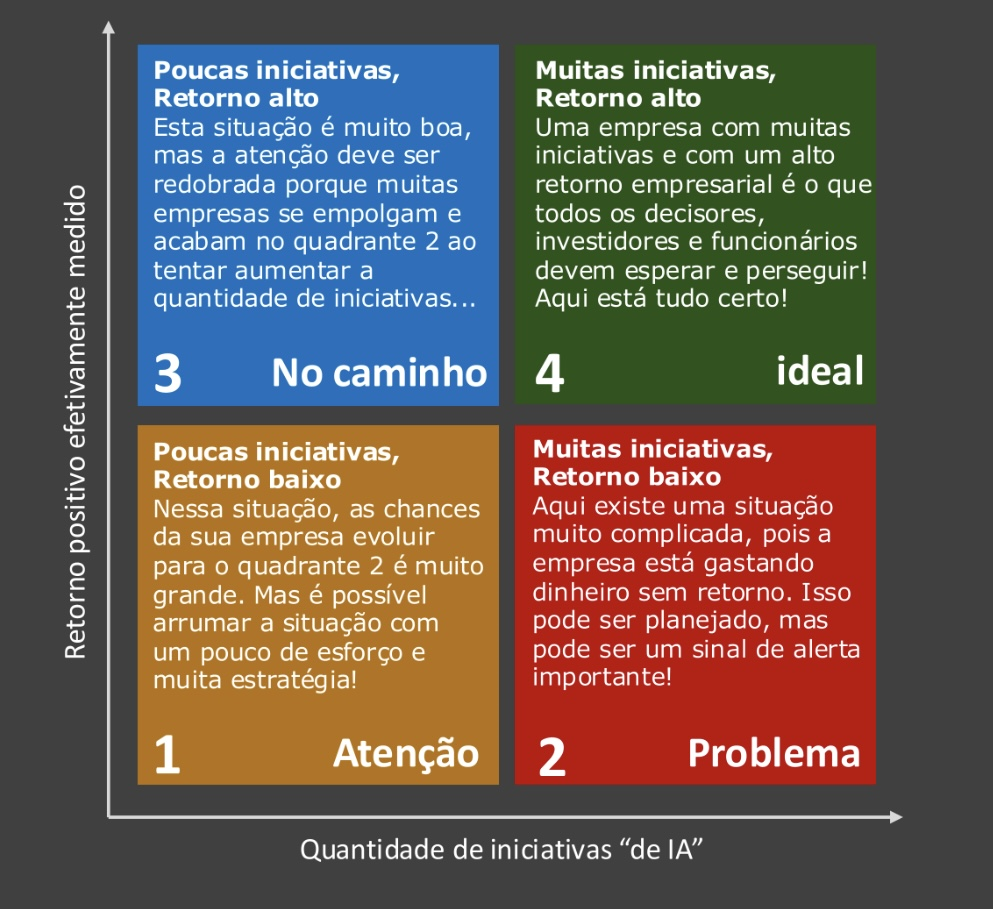 Retorno positivo efetivamente medido
Poucas iniciativas,
Retorno alto
Esta situação é muito boa,
mas a atenção deve ser
redobrada porque muitas
empresas se empolgam e
acabam no quadrante 2 ao
tentar aumentar a
quantidade de iniciativas...
3 No caminho
Muitas iniciativas,
Retorno alto
Uma empresa com muitas
iniciativas e com um alto
retorno empresarial é o que
todos os decisores,
investidores e funcionários
devem esperar e perseguir!
Aqui está tudo certo!
4 ideal
Poucas iniciativas,
Retorno baixo
Nessa situação, as chances
da sua empresa evoluir
para o quadrante 2 é muito
grande. Mas é possível
arrumar a situação com
um pouco de esforço e
muita estratégia!
1 Atenção
Muitas iniciativas,
Retorno baixo
Aqui existe uma situação
muito complicada, pois a
empresa está gastando
dinheiro sem retorno. Isso
pode ser planejado, mas
pode ser um sinal de alerta
importante!
2 Problema
Quantidade de iniciativas “de IA”